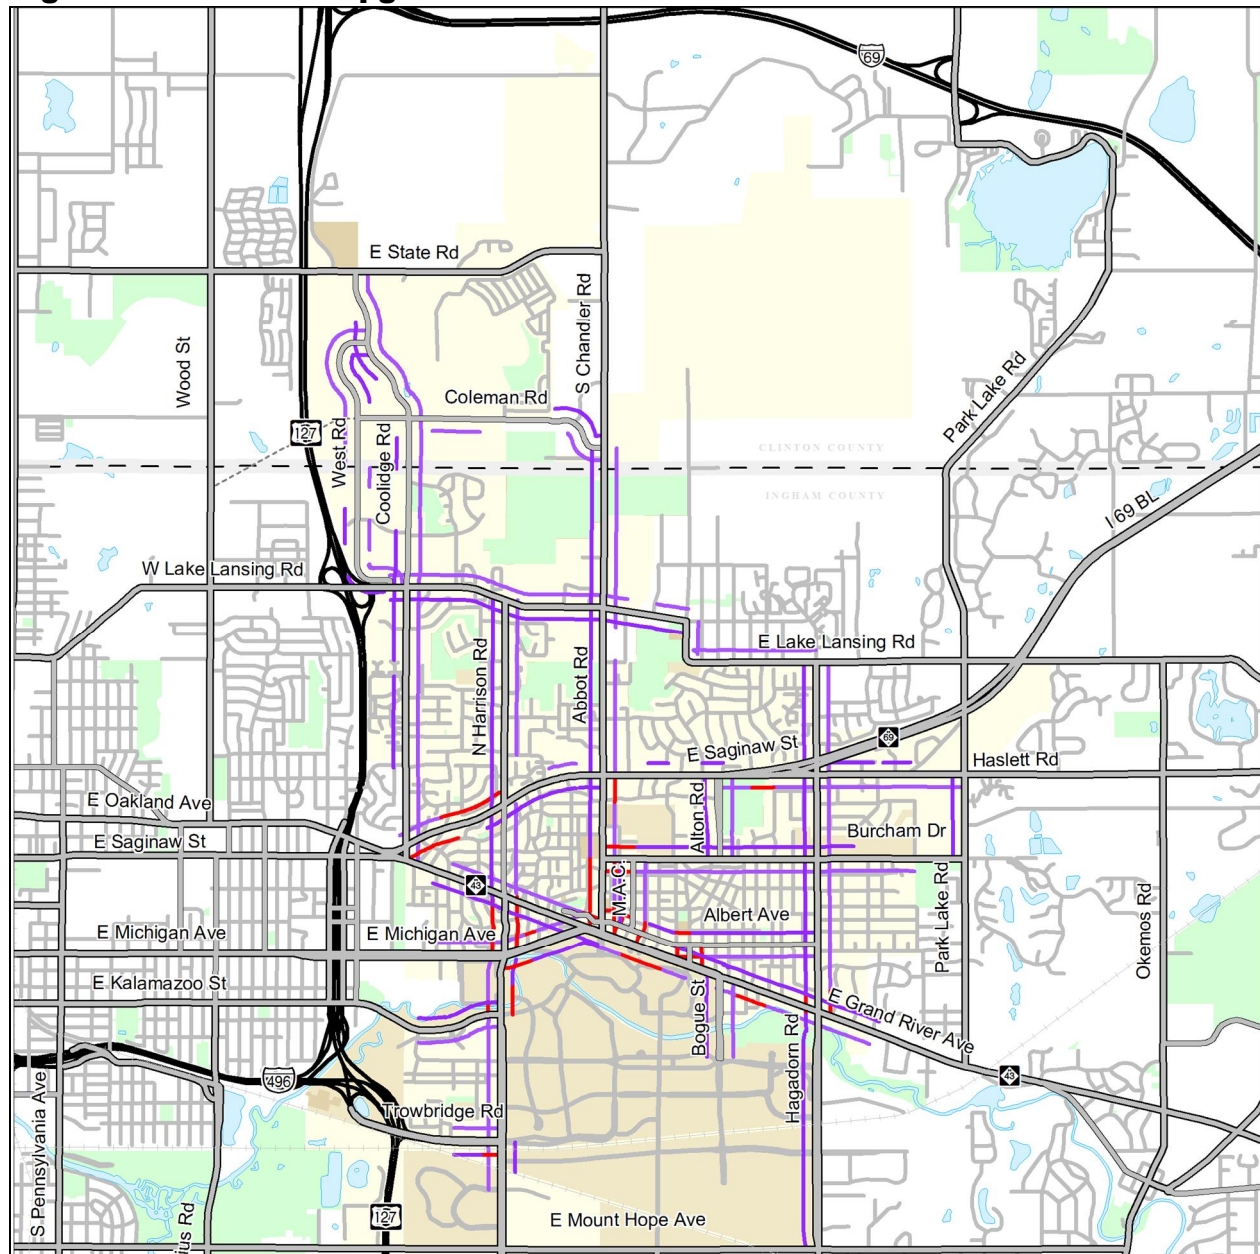 69
E State Rd
S Chandler Rd
Wood St
Park Lake Rd
Coleman Rd
127
West Rd
Coolidge Rd
CLINTON COUNTY
INGHAM COUNTY
I 69 BL
W Lake Lansing Rd
E Lake Lansing Rd
N Harrison Rd
Abbot Rd
E Saginaw St
69
Haslett Rd
E Oakland Ave
E Saginaw St
Alton Rd
Burcham Dr
43
M.A.C.
Albert Ave
Park Lake Rd
Okemos Rd
E Michigan Ave
E Michigan Ave
E Kalamazoo St
Bogue St
E Grand River Ave
Hagadorn Rd
496
43
S Pennsylvania Ave
Trowbridge Rd
127
E Mount Hope Ave
ius Rd